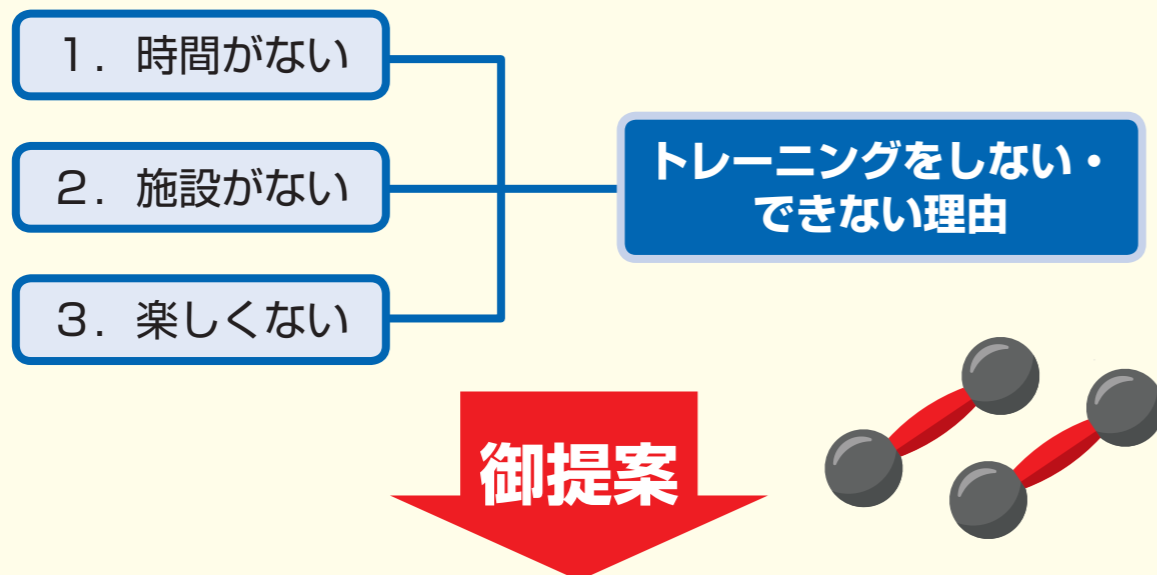 １．時間がない
２．施設がない
３．楽しくない
トレーニングをしない・
できない理由
御提案